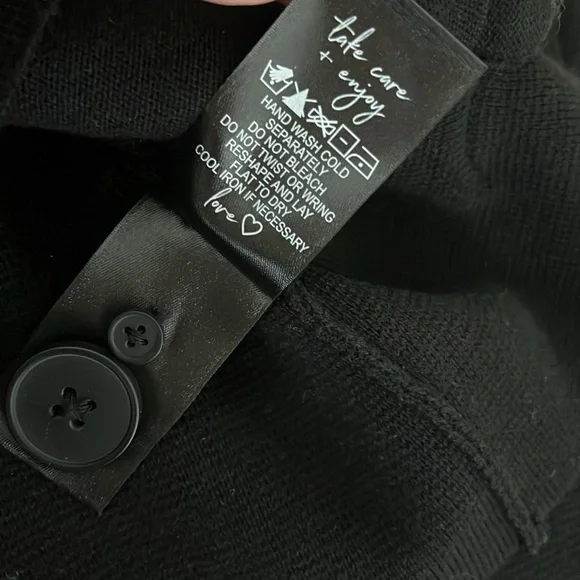 take care
+ enjoy
HAND WASH COLD
SEPARATELY
DO NOT BLEACH
DO NOT TWIST OR WRING
RESHAPE AND LAY
FLAT TO DRY
COOL IRON IF NECESSARY
love ♡